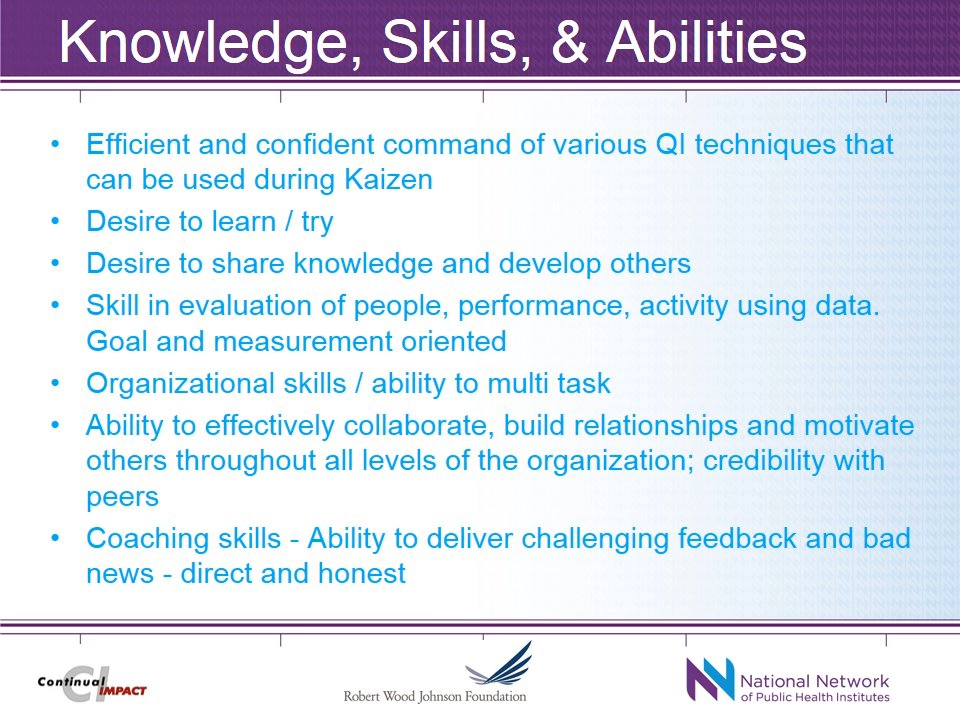 Knowledge, Skills, & Abilities
• Efficient and confident command of various QI techniques that
can be used during Kaizen
• Desire to learn / try
• Desire to share knowledge and develop others
• Skill in evaluation of people, performance, activity using data.
Goal and measurement oriented
• Organizational skills / ability to multi task
• Ability to effectively collaborate, build relationships and motivate
others throughout all levels of the organization; credibility with
peers
• Coaching skills - Ability to deliver challenging feedback and bad
news - direct and honest
CI
Continual
IMPACT
Robert Wood Johnson Foundation
National Network
of Public Health Institutes